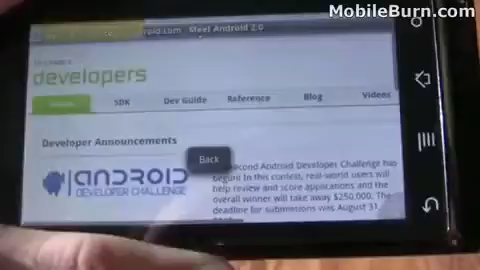 MobileBurn.com
roid.com - Meet Android 2.0
developers
SDK
Dev Guide
Reference
Blog
Videos
Developer Announcements
Back
ANDROID
DEVELOPER CHALLENGE
second Android Developer Challenge has
begun! In this contest, real-world users will
help review and score applications and the
overall winner will take away $250,000. The
deadline for submissions was August 31,